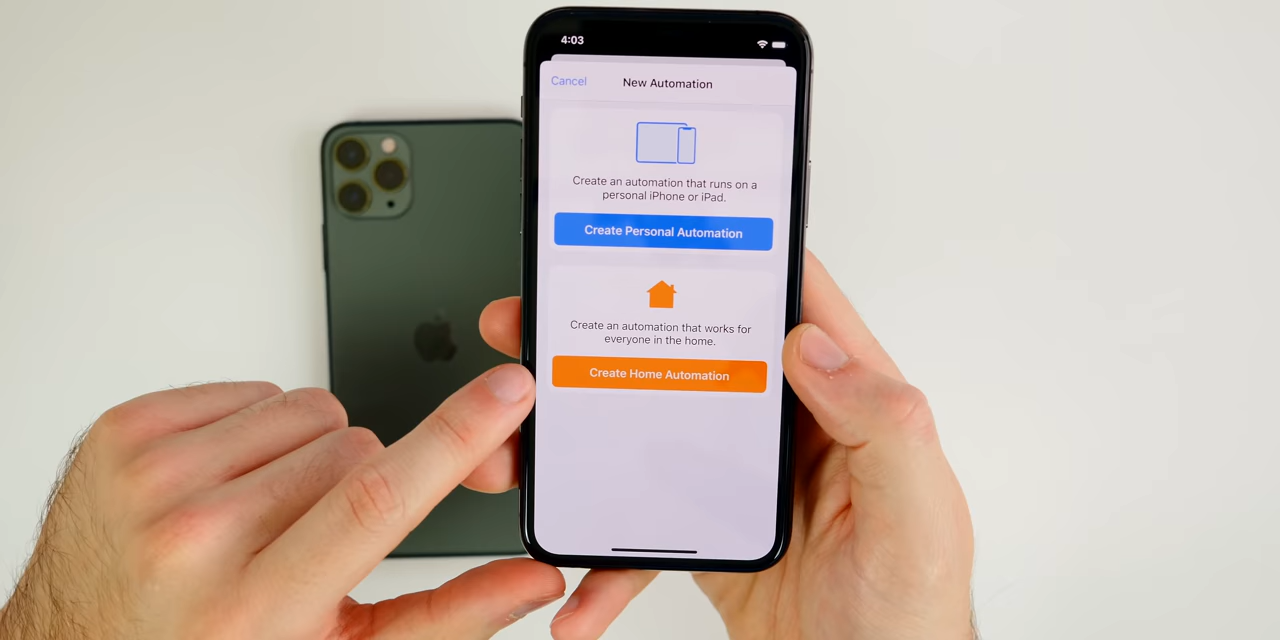 4:03
Cancel
New Automation
Create an automation that runs on a
personal iPhone or iPad.
Create Personal Automation
Create an automation that works for
everyone in the home.
Create Home Automation